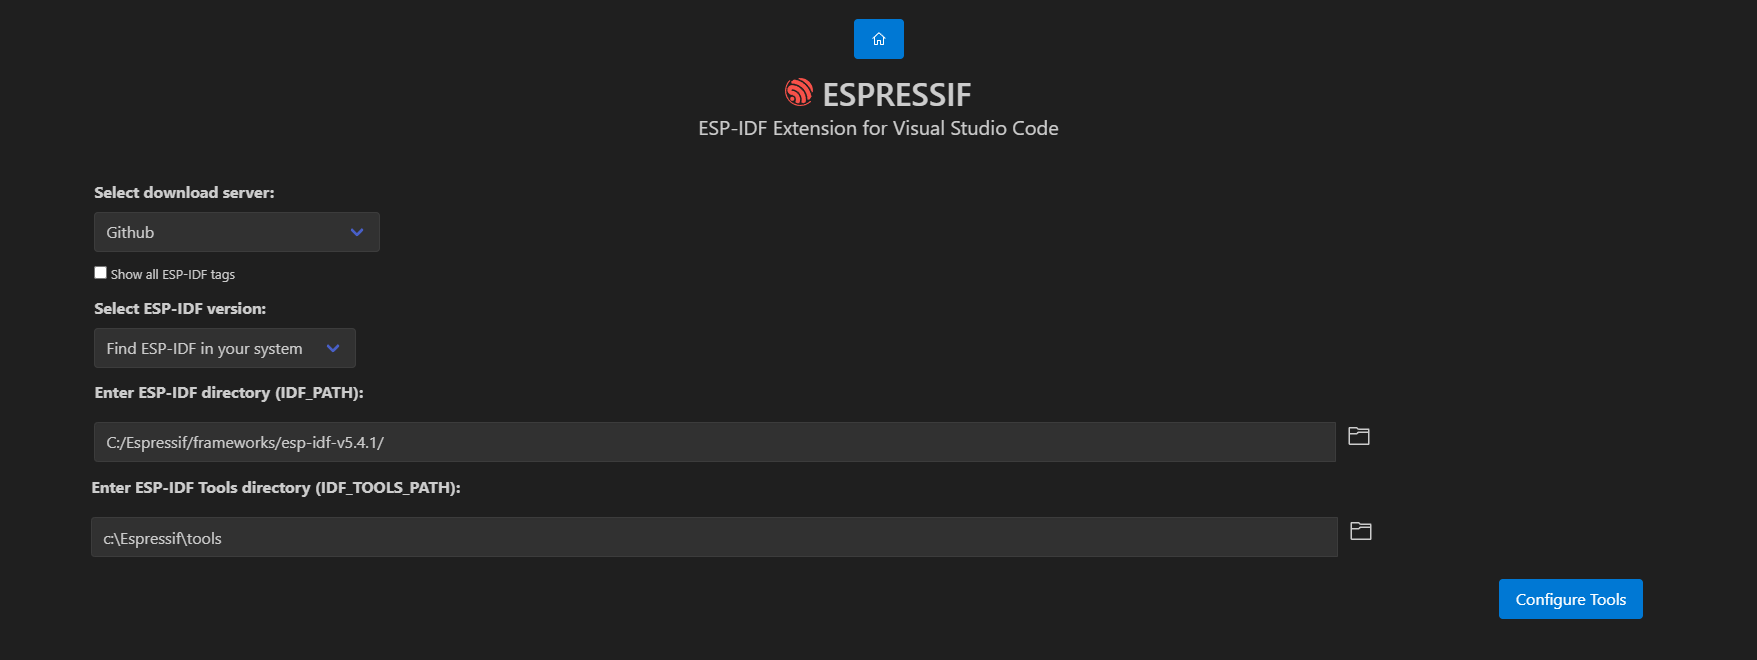 ESPRESSIF
ESP-IDF Extension for Visual Studio Code
Select download server:
Github
Show all ESP-IDF tags
Select ESP-IDF version:
Find ESP-IDF in your system
Enter ESP-IDF directory (IDF_PATH):
C:/Espressif/frameworks/esp-idf-v5.4.1/
Enter ESP-IDF Tools directory (IDF_TOOLS_PATH):
c:\Espressif\tools
Configure Tools